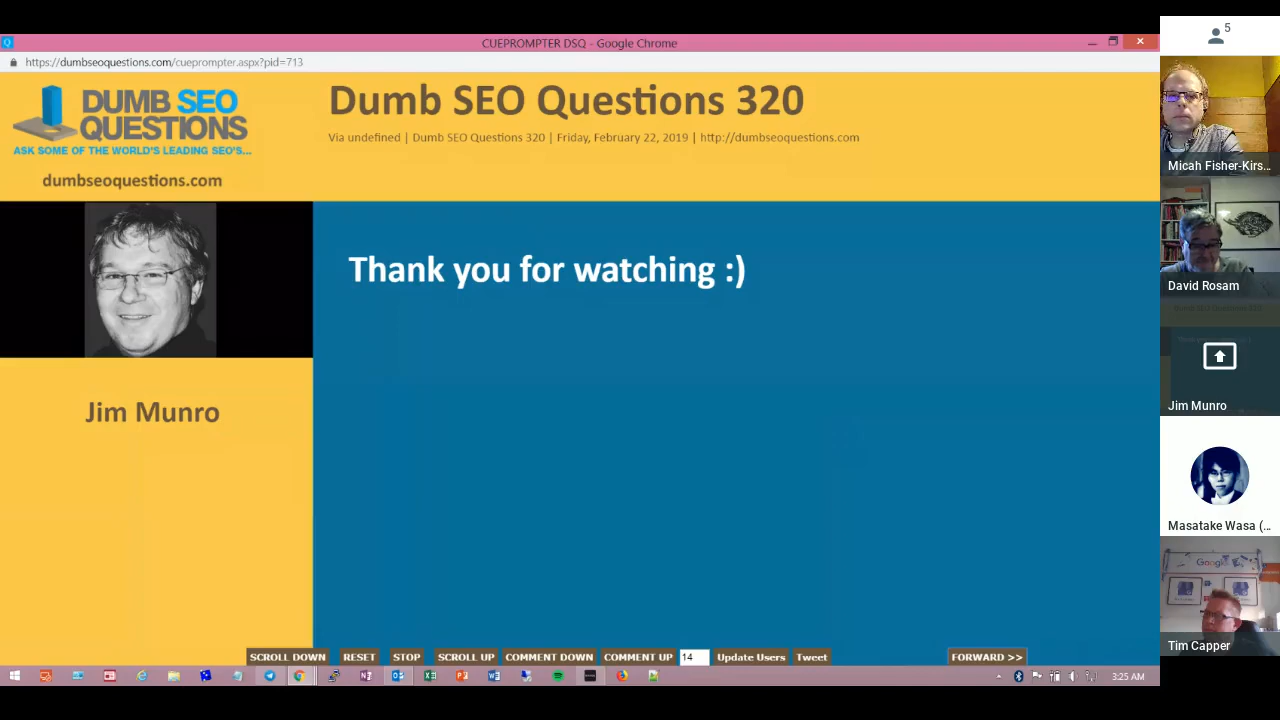 CUEPROMPTER DSQ - Google Chrome
https://dumbseoquestions.com/cueprompter.aspx?pid=713
DUMB SEO
QUESTIONS
ASK SOME OF THE WORLD'S LEADING SEO'S...
dumbseoquestions.com
Dumb SEO Questions 320
Via undefined | Dumb SEO Questions 320 | Friday, February 22, 2019 | http://dumbseoquestions.com
Thank you for watching :)
Jim Munro
SCROLL DOWN
RESET
STOP
SCROLL UP
COMMENT DOWN
COMMENT UP
14
Update Users
Tweet
FORWARD >>
3:25 AM
5
Micah Fisher-Kirs...
David Rosam
Jim Munro
Masatake Wasa (...
Google
Tim Capper